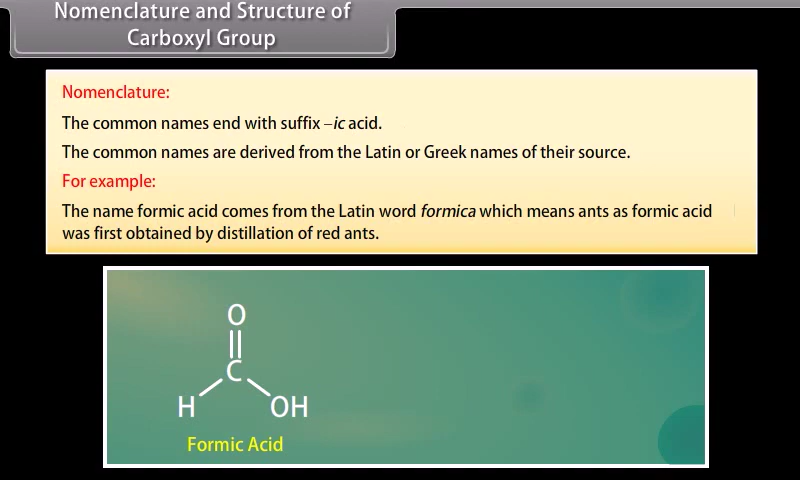 Nomenclature and Structure of
Carboxyl Group
Nomenclature:
The common names end with suffix –ic acid.
The common names are derived from the Latin or Greek names of their source.
For example:
The name formic acid comes from the Latin word formica which means ants as formic acid
was first obtained by distillation of red ants.
O
C
H OH
Formic Acid